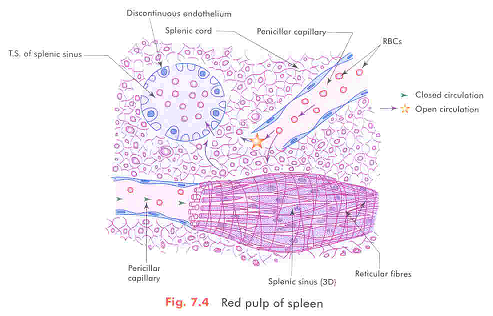 Discontinuous endothelium
Splenic cord
Penicillar capillary
RBCs
T.S. of splenic sinus
Closed circulation
Open circulation
Pericillar
capillary
Splenic sinus (3D)
Reticular fibres
Fig. 7.4 Red pulp of spleen